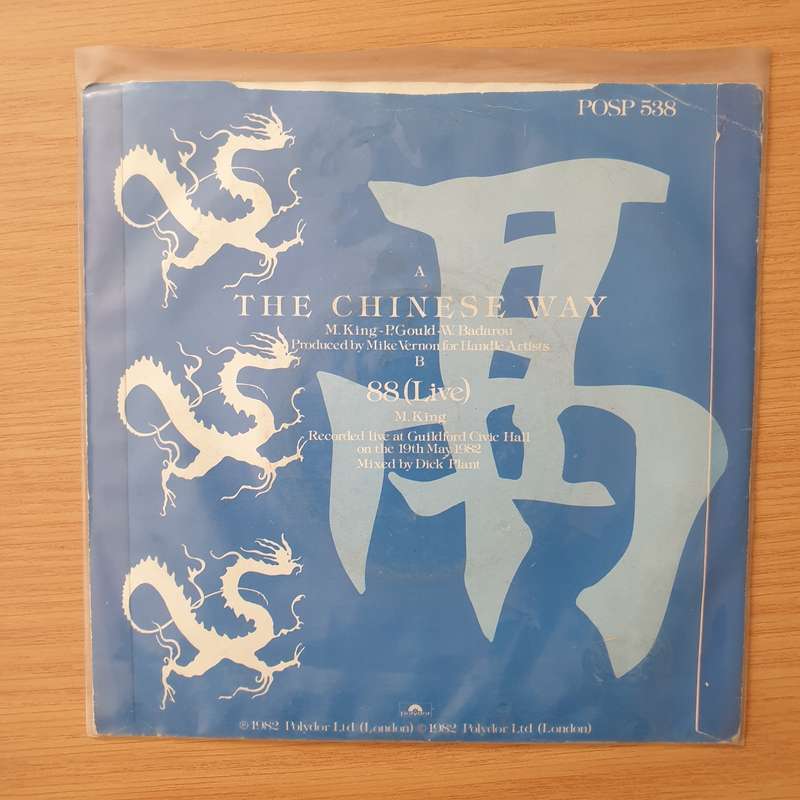 POSP 538
A
THE CHINESE WAY
M. King - P. Gould - W. Badarou
Produced by Mike Vernon for Handle Artists
B
88 (Live)
M. King
Recorded live at Guildford Civic Hall
on the 19th May, 1982
Mixed by Dick Plant
polydor
℗ 1982 Polydor Ltd (London) © 1982 Polydor Ltd (London)